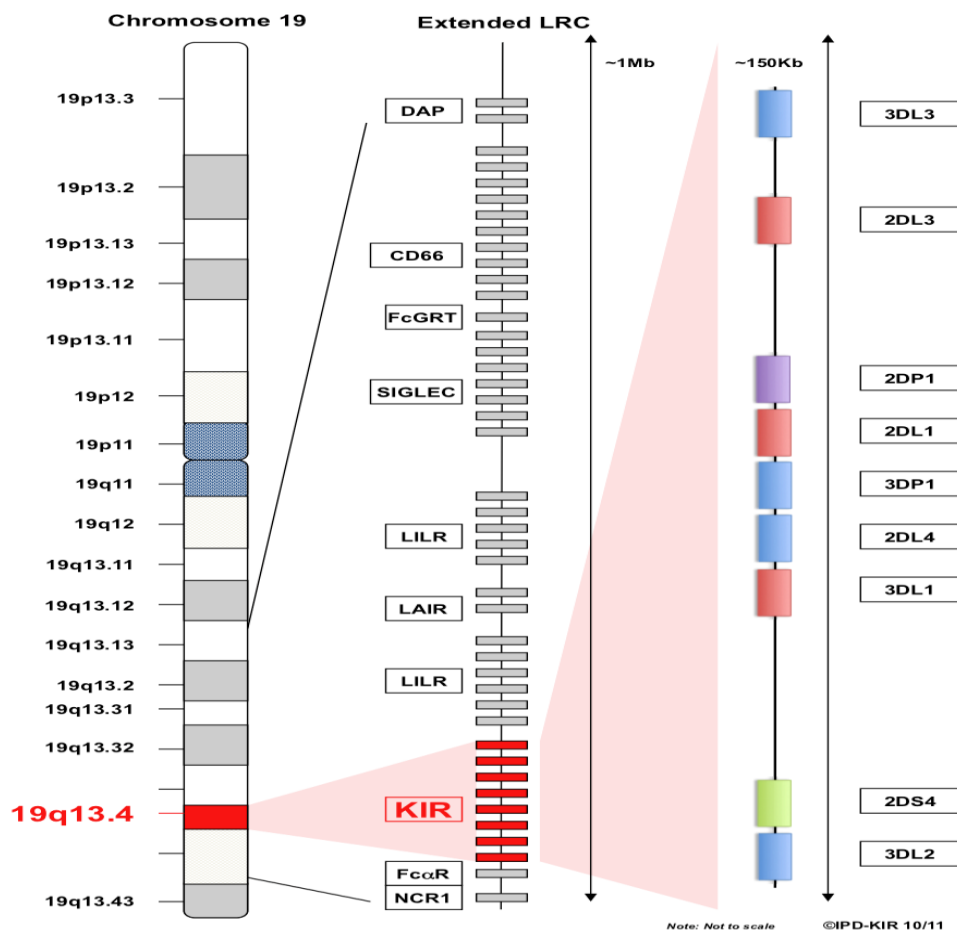 Chromosome 19
Extended LRC
19p13.3
19p13.2
19p13.13
19p13.12
19p13.11
19p12
19p11
19q11
19q12
19q13.11
19q13.12
19q13.13
19q13.2
19q13.31
19q13.32
19q13.4
19q13.43
DAP
CD66
FcGRT
SIGLEC
LILR
LAIR
LILR
KIR
FcαR
NCR1
~1Mb
~150Kb
3DL3
2DL3
2DP1
2DL1
3DP1
2DL4
3DL1
2DS4
3DL2
Note: Not to scale
©IPD-KIR 10/11